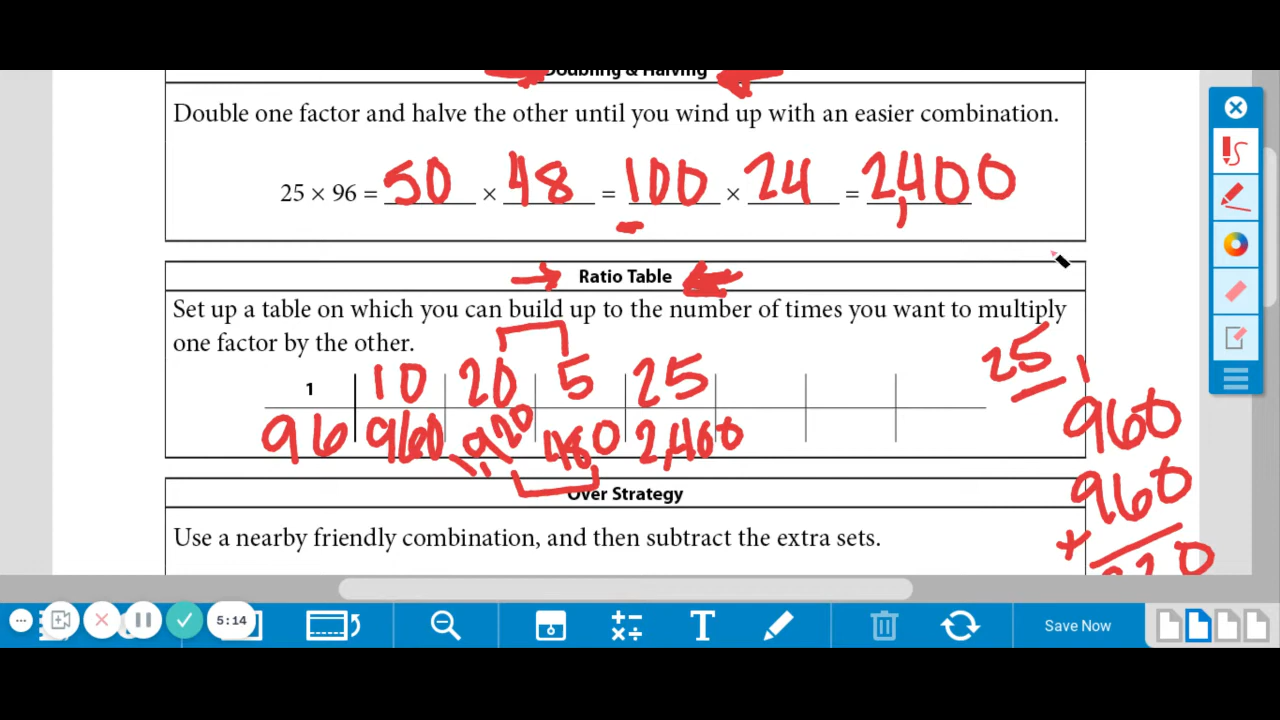 Doubling & Halving
Double one factor and halve the other until you wind up with an easier combination.
25 × 96 = 50 × 48 = 100 × 24 = 2,400
Ratio Table
Set up a table on which you can build up to the number of times you want to multiply
one factor by the other.
1 10 20 5 25
96 960 1,920 480 2,400
25
1
960
+ 960
Over Strategy
Use a nearby friendly combination, and then subtract the extra sets.
5:14
T
Save Now